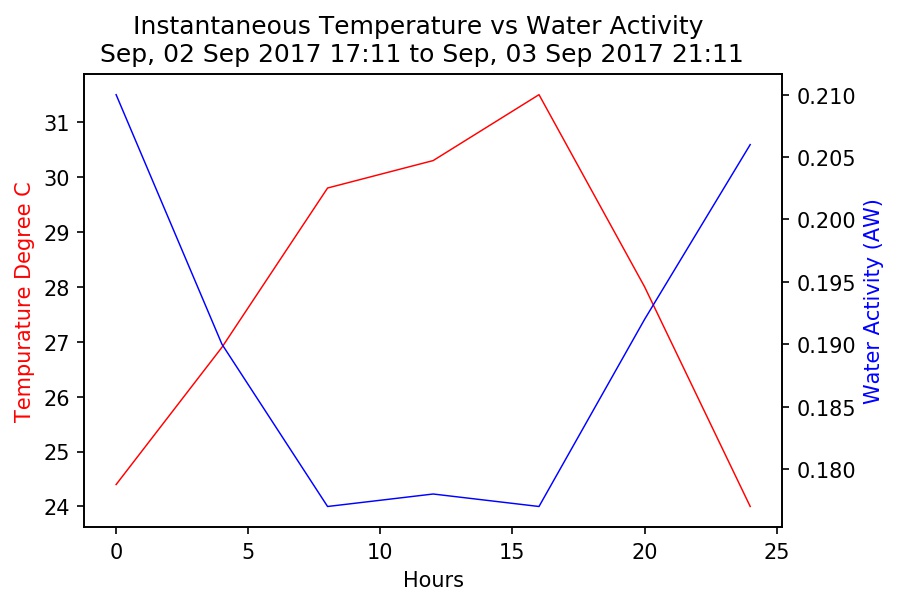 Instantaneous Temperature vs Water Activity
Sep, 02 Sep 2017 17:11 to Sep, 03 Sep 2017 21:11
31
30
29
28
27
26
25
24
Tempurature Degree C
0.210
0.205
0.200
0.195
0.190
0.185
0.180
Water Activity (AW)
0 5 10 15 20 25
Hours